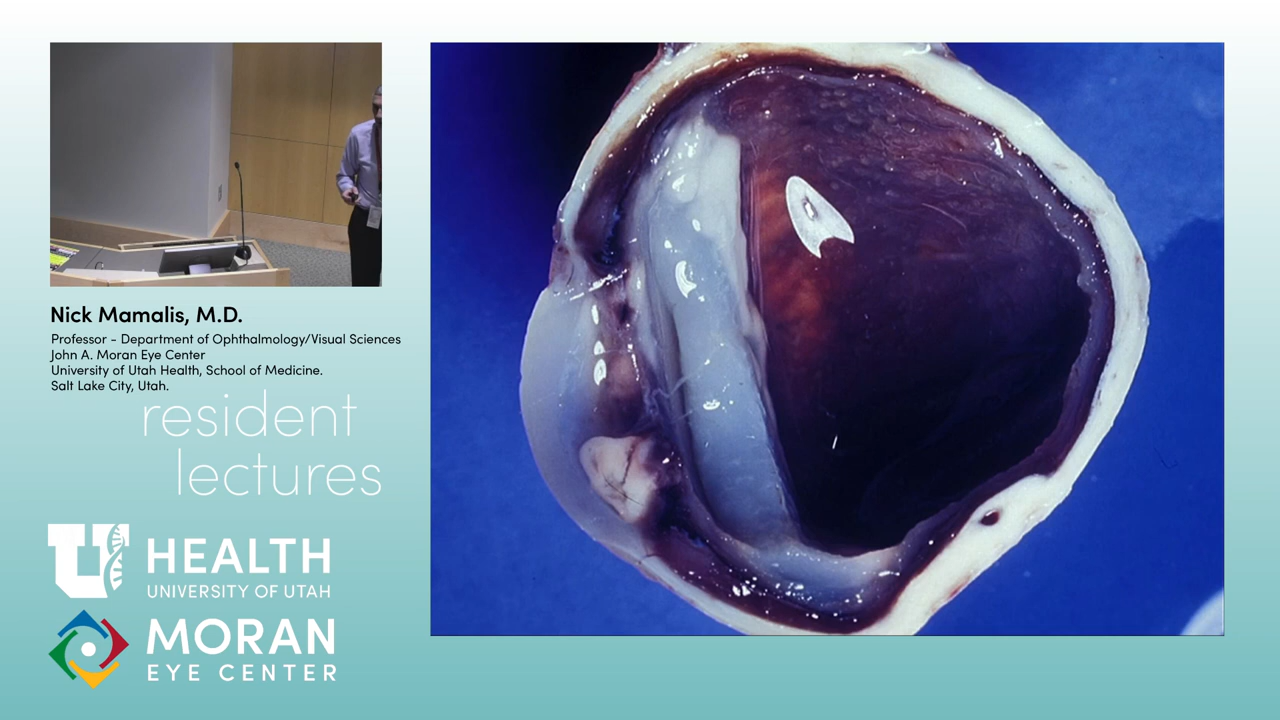 Nick Mamalis, M.D.
Professor - Department of Ophthalmology/Visual Sciences
John A. Moran Eye Center
University of Utah Health, School of Medicine.
Salt Lake City, Utah.
resident
lectures
U HEALTH
UNIVERSITY OF UTAH
MORAN
EYE CENTER